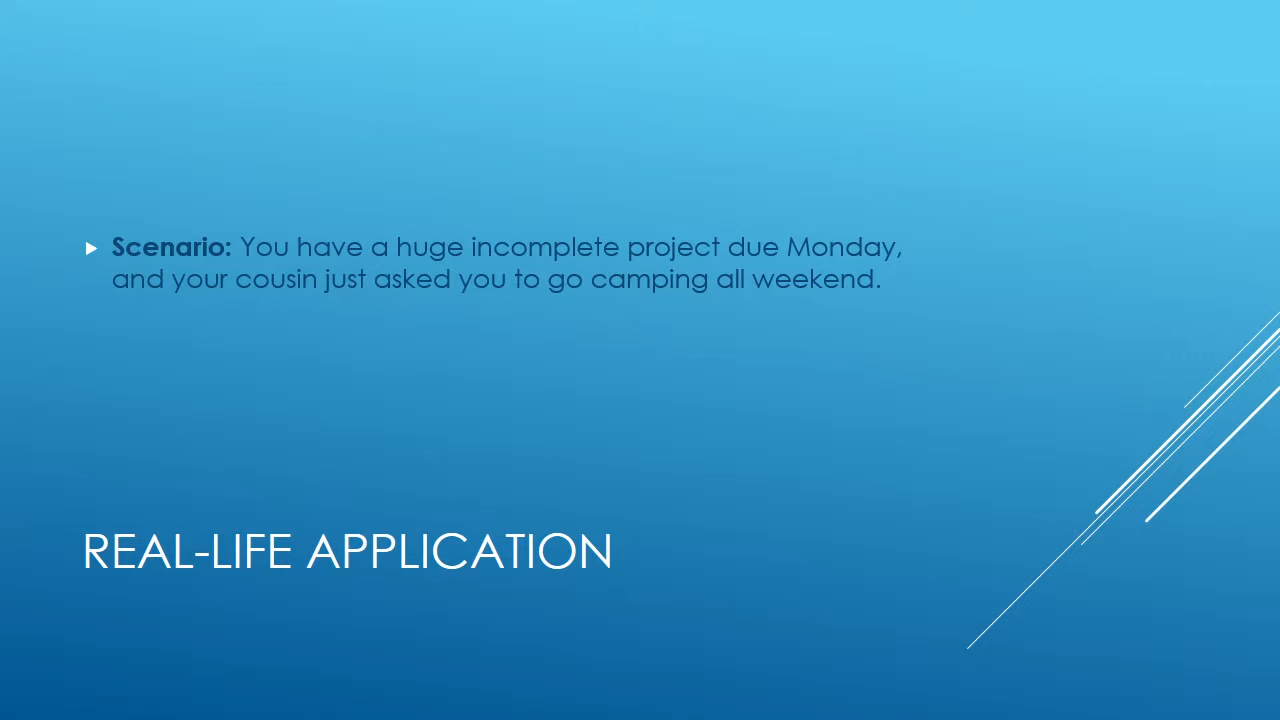 Scenario: You have a huge incomplete project due Monday,
and your cousin just asked you to go camping all weekend.
REAL-LIFE APPLICATION